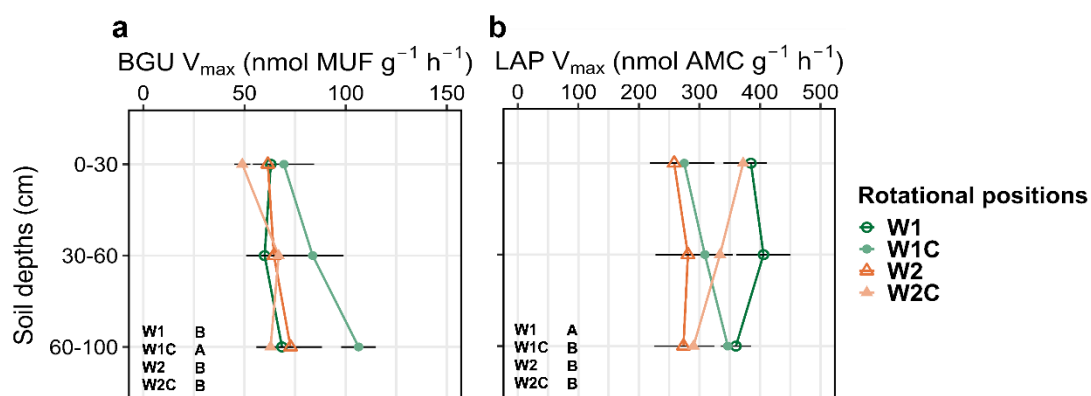 a
BGU Vmax (nmol MUF g⁻¹ h⁻¹)
0 50 100 150
b
LAP Vmax (nmol AMC g⁻¹ h⁻¹)
0 100 200 300 400 500
Soil depths (cm)
0-30
30-60
60-100
W1 B
W1C A
W2 B
W2C B
W1 A
W1C B
W2 B
W2C B
Rotational positions
W1
W1C
W2
W2C